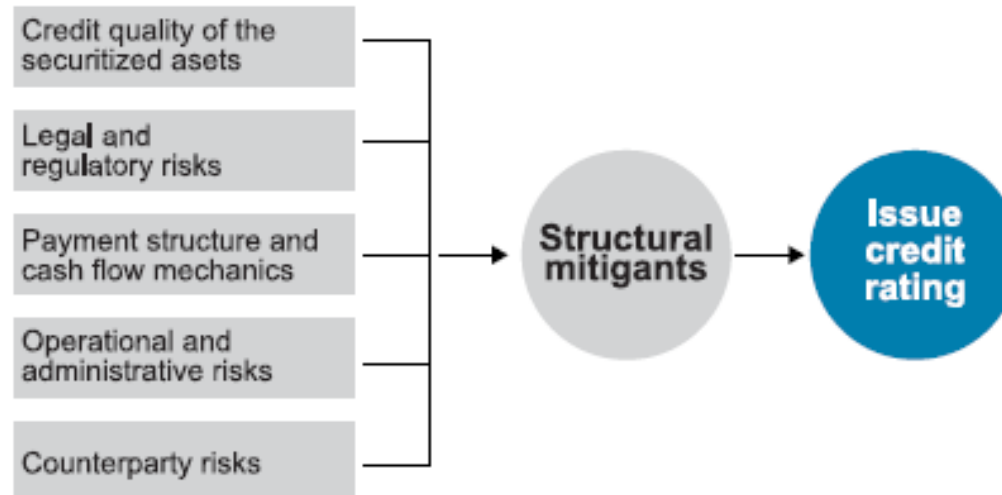 Credit quality of the
securitized asets
Legal and
regulatory risks
Payment structure and
cash flow mechanics
Operational and
administrative risks
Counterparty risks
Structural
mitigants
Issue
credit
rating